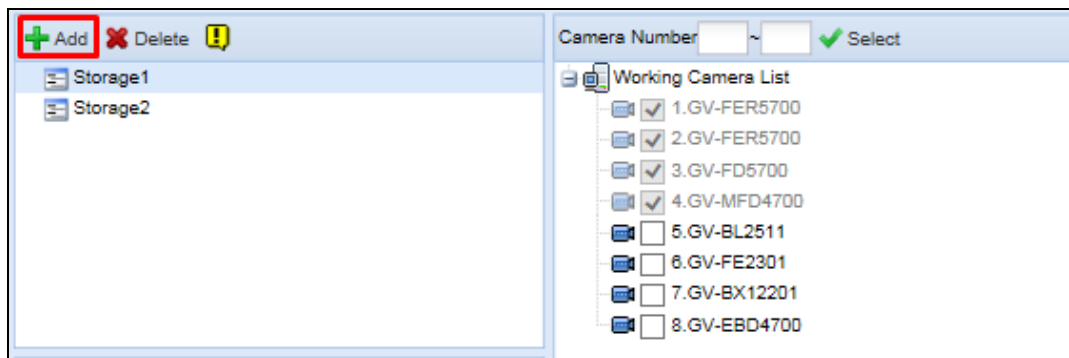 Add Delete
Storage1
Storage2
Camera Number ~ Select
Working Camera List
1.GV-FER5700
2.GV-FER5700
3.GV-FD5700
4.GV-MFD4700
5.GV-BL2511
6.GV-FE2301
7.GV-BX12201
8.GV-EBD4700